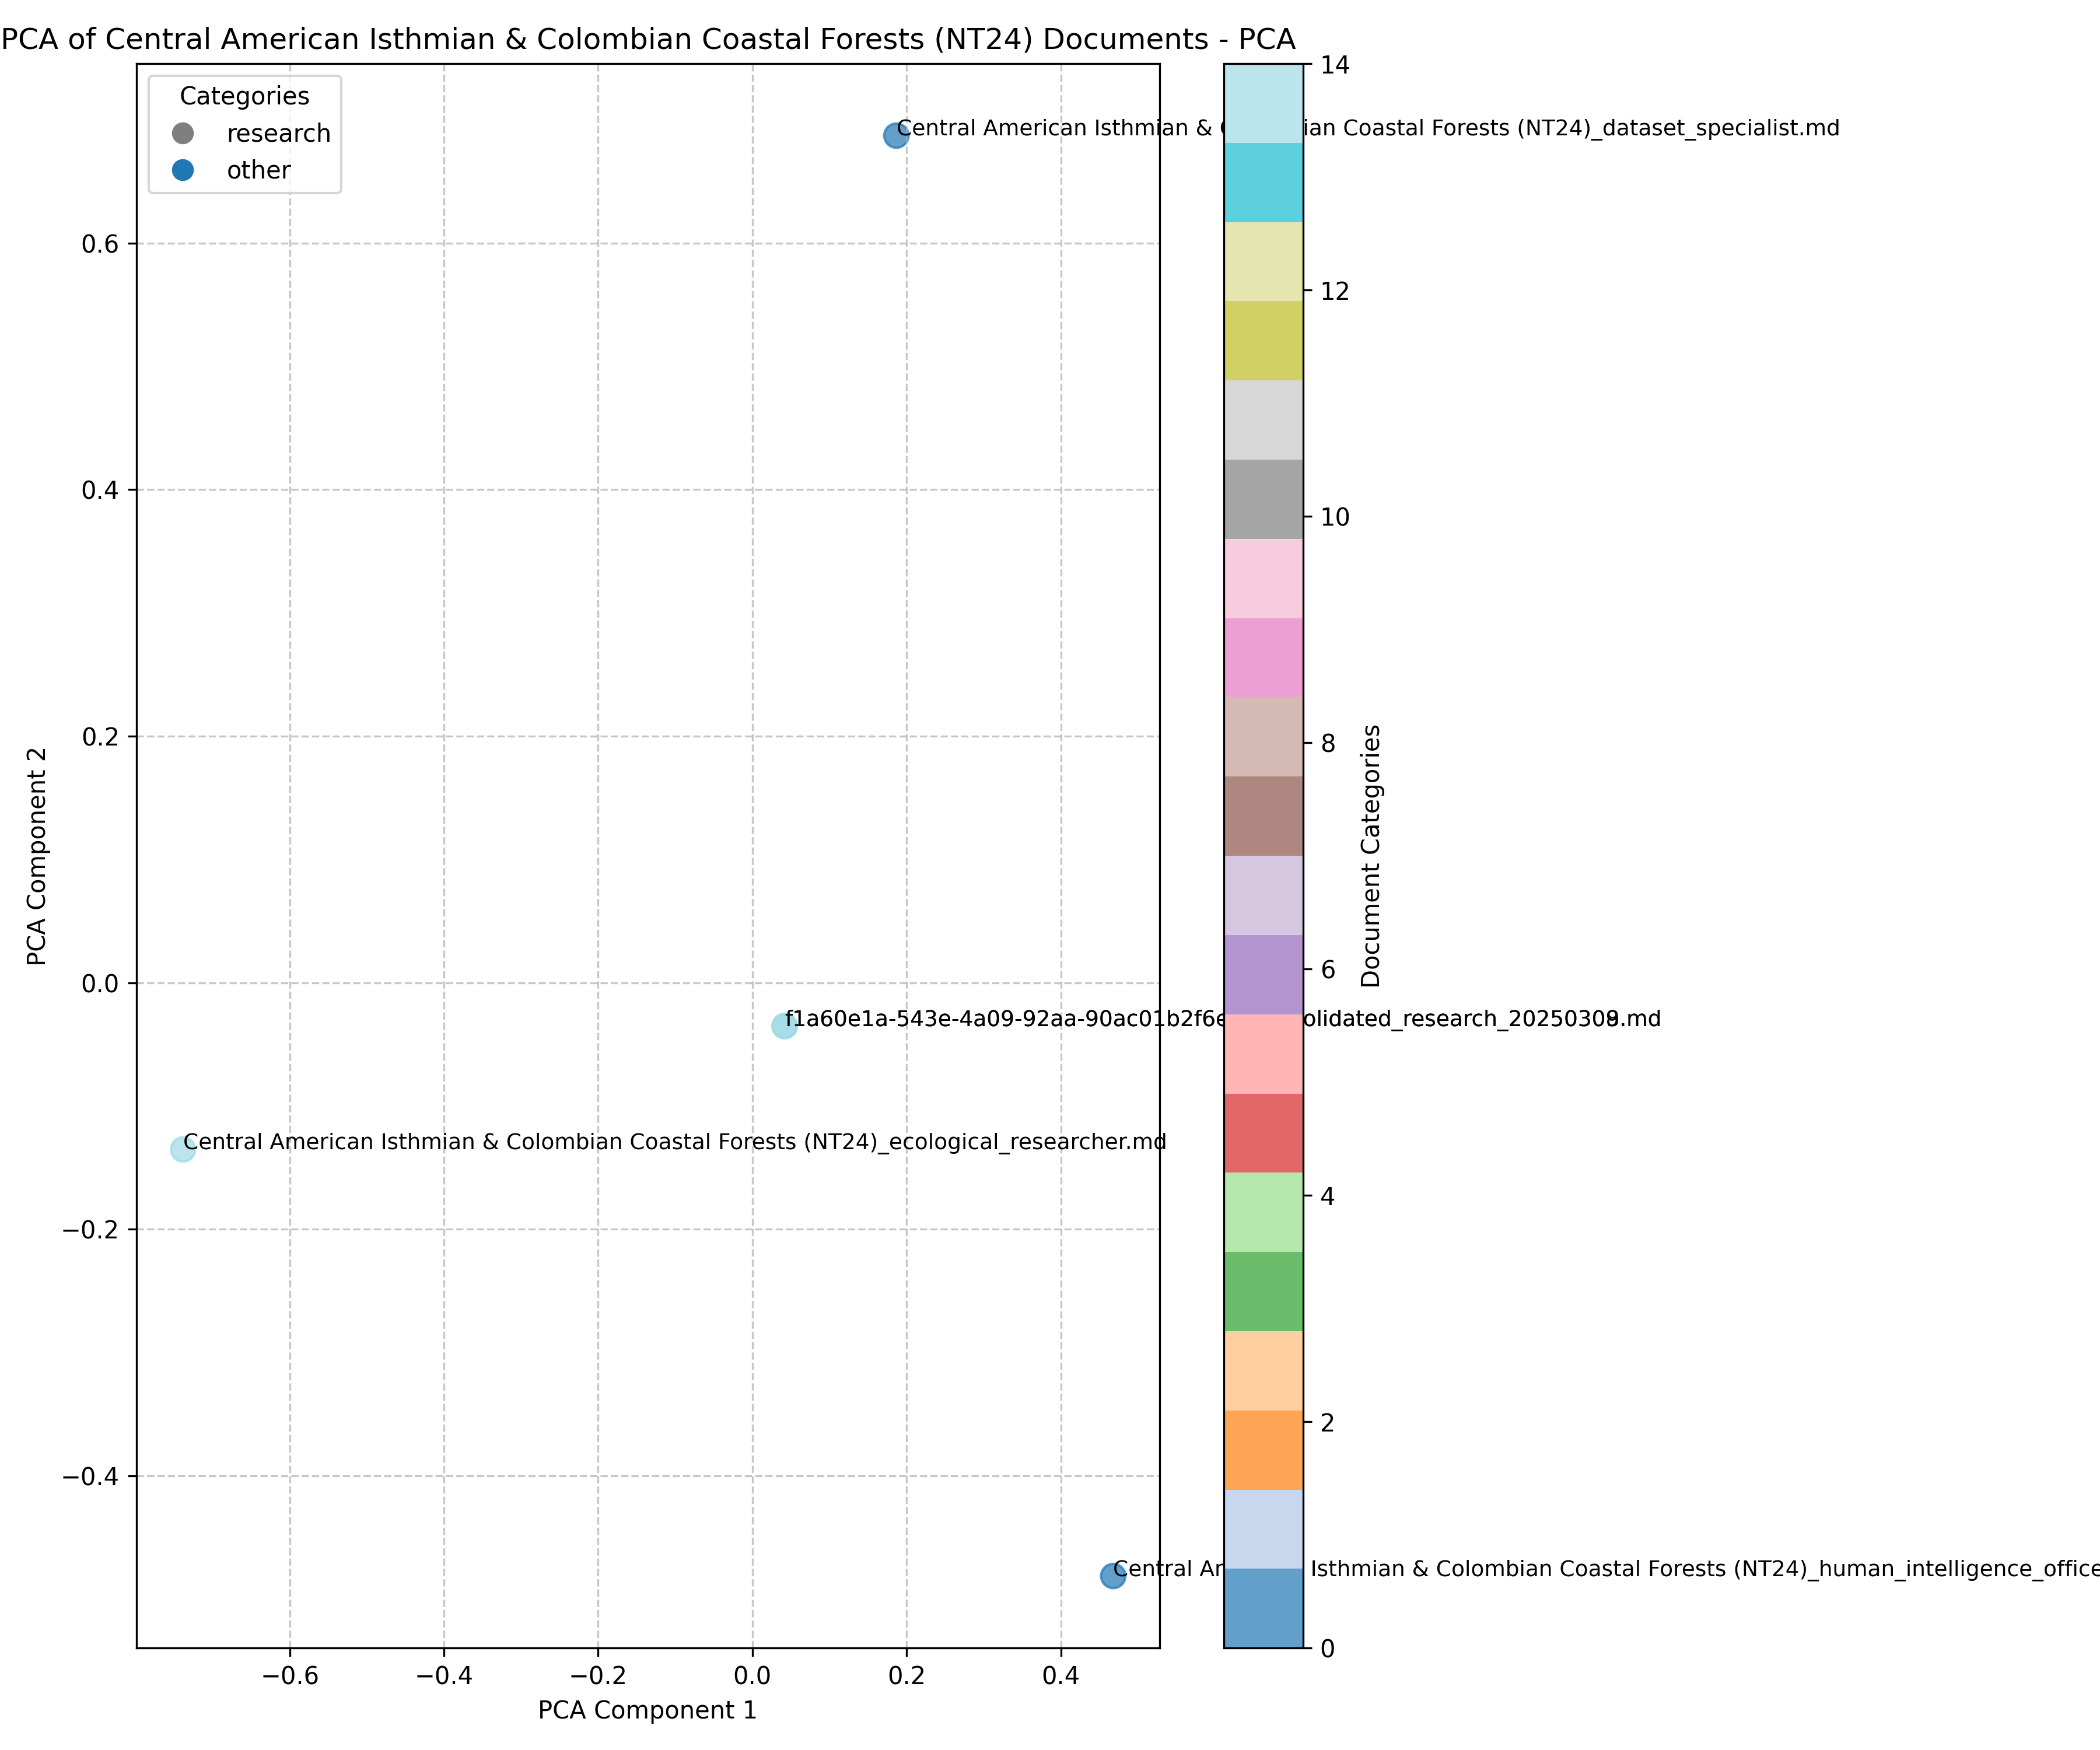 PCA of Central American Isthmian & Colombian Coastal Forests (NT24) Documents - PCA
Categories
research
other
Central American Isthmian & ian Coastal Forests (NT24)_dataset_specialist.md
f1a60e1a-543e-4a09-92aa-90ac01b2f6 olidated_research_2025030 .md
Central American Isthmian & Colombian Coastal Forests (NT24)_ecological_researcher.md
Central Isthmian & Colombian Coastal Forests (NT24)_human_intelligence_office
0.6
0.4
0.2
0.0
−0.2
−0.4
PCA Component 2
−0.6
−0.4
−0.2
0.0
0.2
0.4
PCA Component 1
14
12
10
8
6
4
2
0
Document Categories